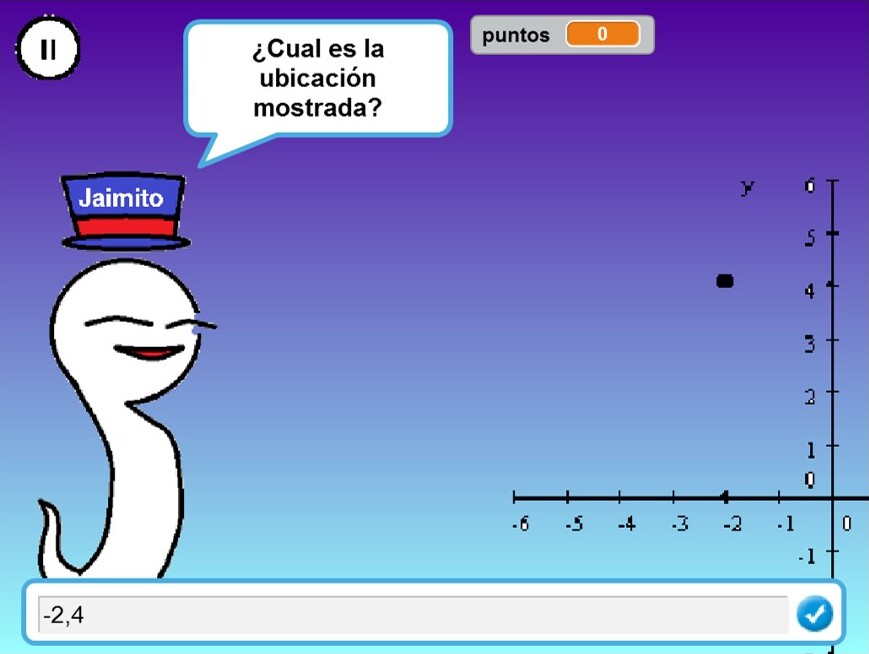 ¿Cual es la
ubicación
mostrada?
puntos 0
Jaimito
y 6
5
4
3
2
1
0
-6 -5 -4 -3 -2 -1 0
-1
-2,4